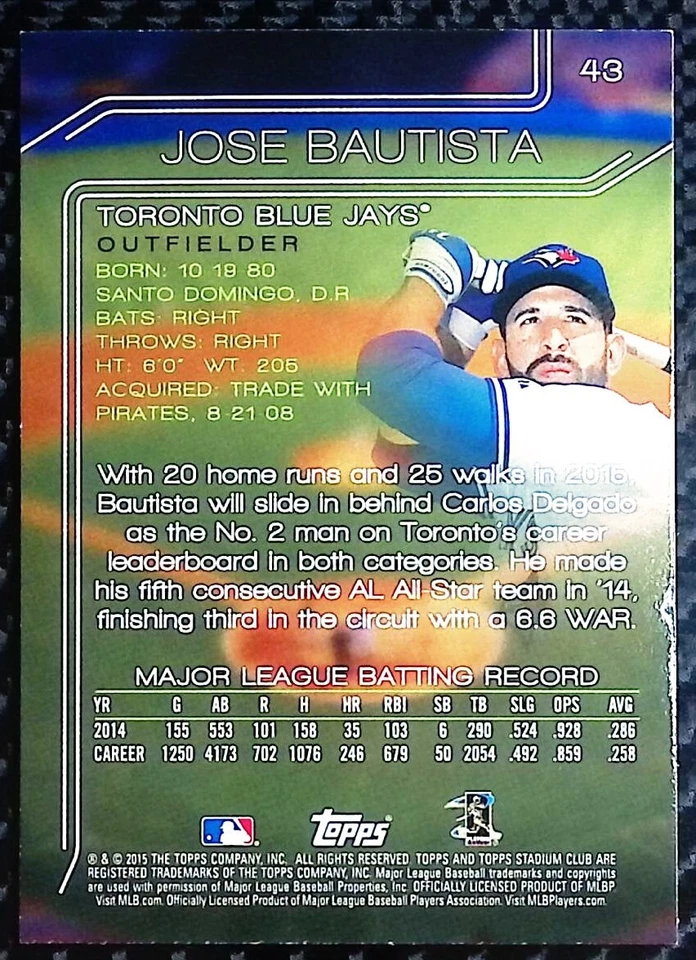 43
JOSE BAUTISTA
TORONTO BLUE JAYS®
OUTFIELDER
BORN: 10-19-80
SANTO DOMINGO, D.R.
BATS: RIGHT
THROWS: RIGHT
HT: 6'0" WT: 205
ACQUIRED: TRADE WITH
PIRATES, 8-21-08
With 20 home runs and 25 walks in 2015,
Bautista will slide in behind Carlos Delgado
as the No. 2 man on Toronto's career
leaderboard in both categories. He made
his fifth consecutive AL All-Star team in '14,
finishing third in the circuit with a 6.6 WAR.
MAJOR LEAGUE BATTING RECORD
YR G AB R H HR RBI SB TB SLG OPS AVG
2014 155 553 101 158 35 103 6 290 .524 .928 .286
CAREER 1250 4173 702 1076 246 679 50 2054 .492 .859 .258
Topps®
® & © 2015 THE TOPPS COMPANY, INC. ALL RIGHTS RESERVED. TOPPS AND TOPPS STADIUM CLUB ARE
REGISTERED TRADEMARKS OF THE TOPPS COMPANY, INC. Major League Baseball trademarks and copyrights
are used with permission of Major League Baseball Properties, Inc. OFFICIALLY LICENSED PRODUCT OF MLBP
Visit MLB.com. Officially Licensed Product of Major League Baseball Players Association. Visit MLBPlayers.com.